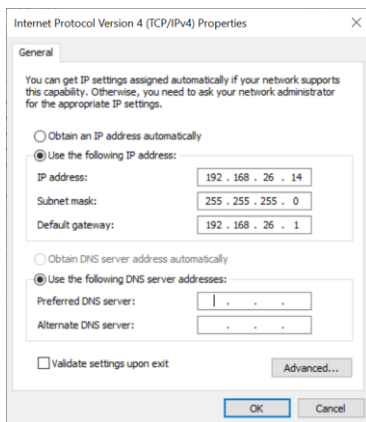 Internet Protocol Version 4 (TCP/IPv4) Properties
General
You can get IP settings assigned automatically if your network supports
this capability. Otherwise, you need to ask your network administrator
for the appropriate IP settings.
Obtain an IP address automatically
Use the following IP address:
IP address: 192 . 168 . 26 . 14
Subnet mask: 255 . 255 . 255 . 0
Default gateway: 192 . 168 . 26 . 1
Obtain DNS server address automatically
Use the following DNS server addresses:
Preferred DNS server: . . .
Alternate DNS server: . . .
Validate settings upon exit
Advanced...
OK Cancel